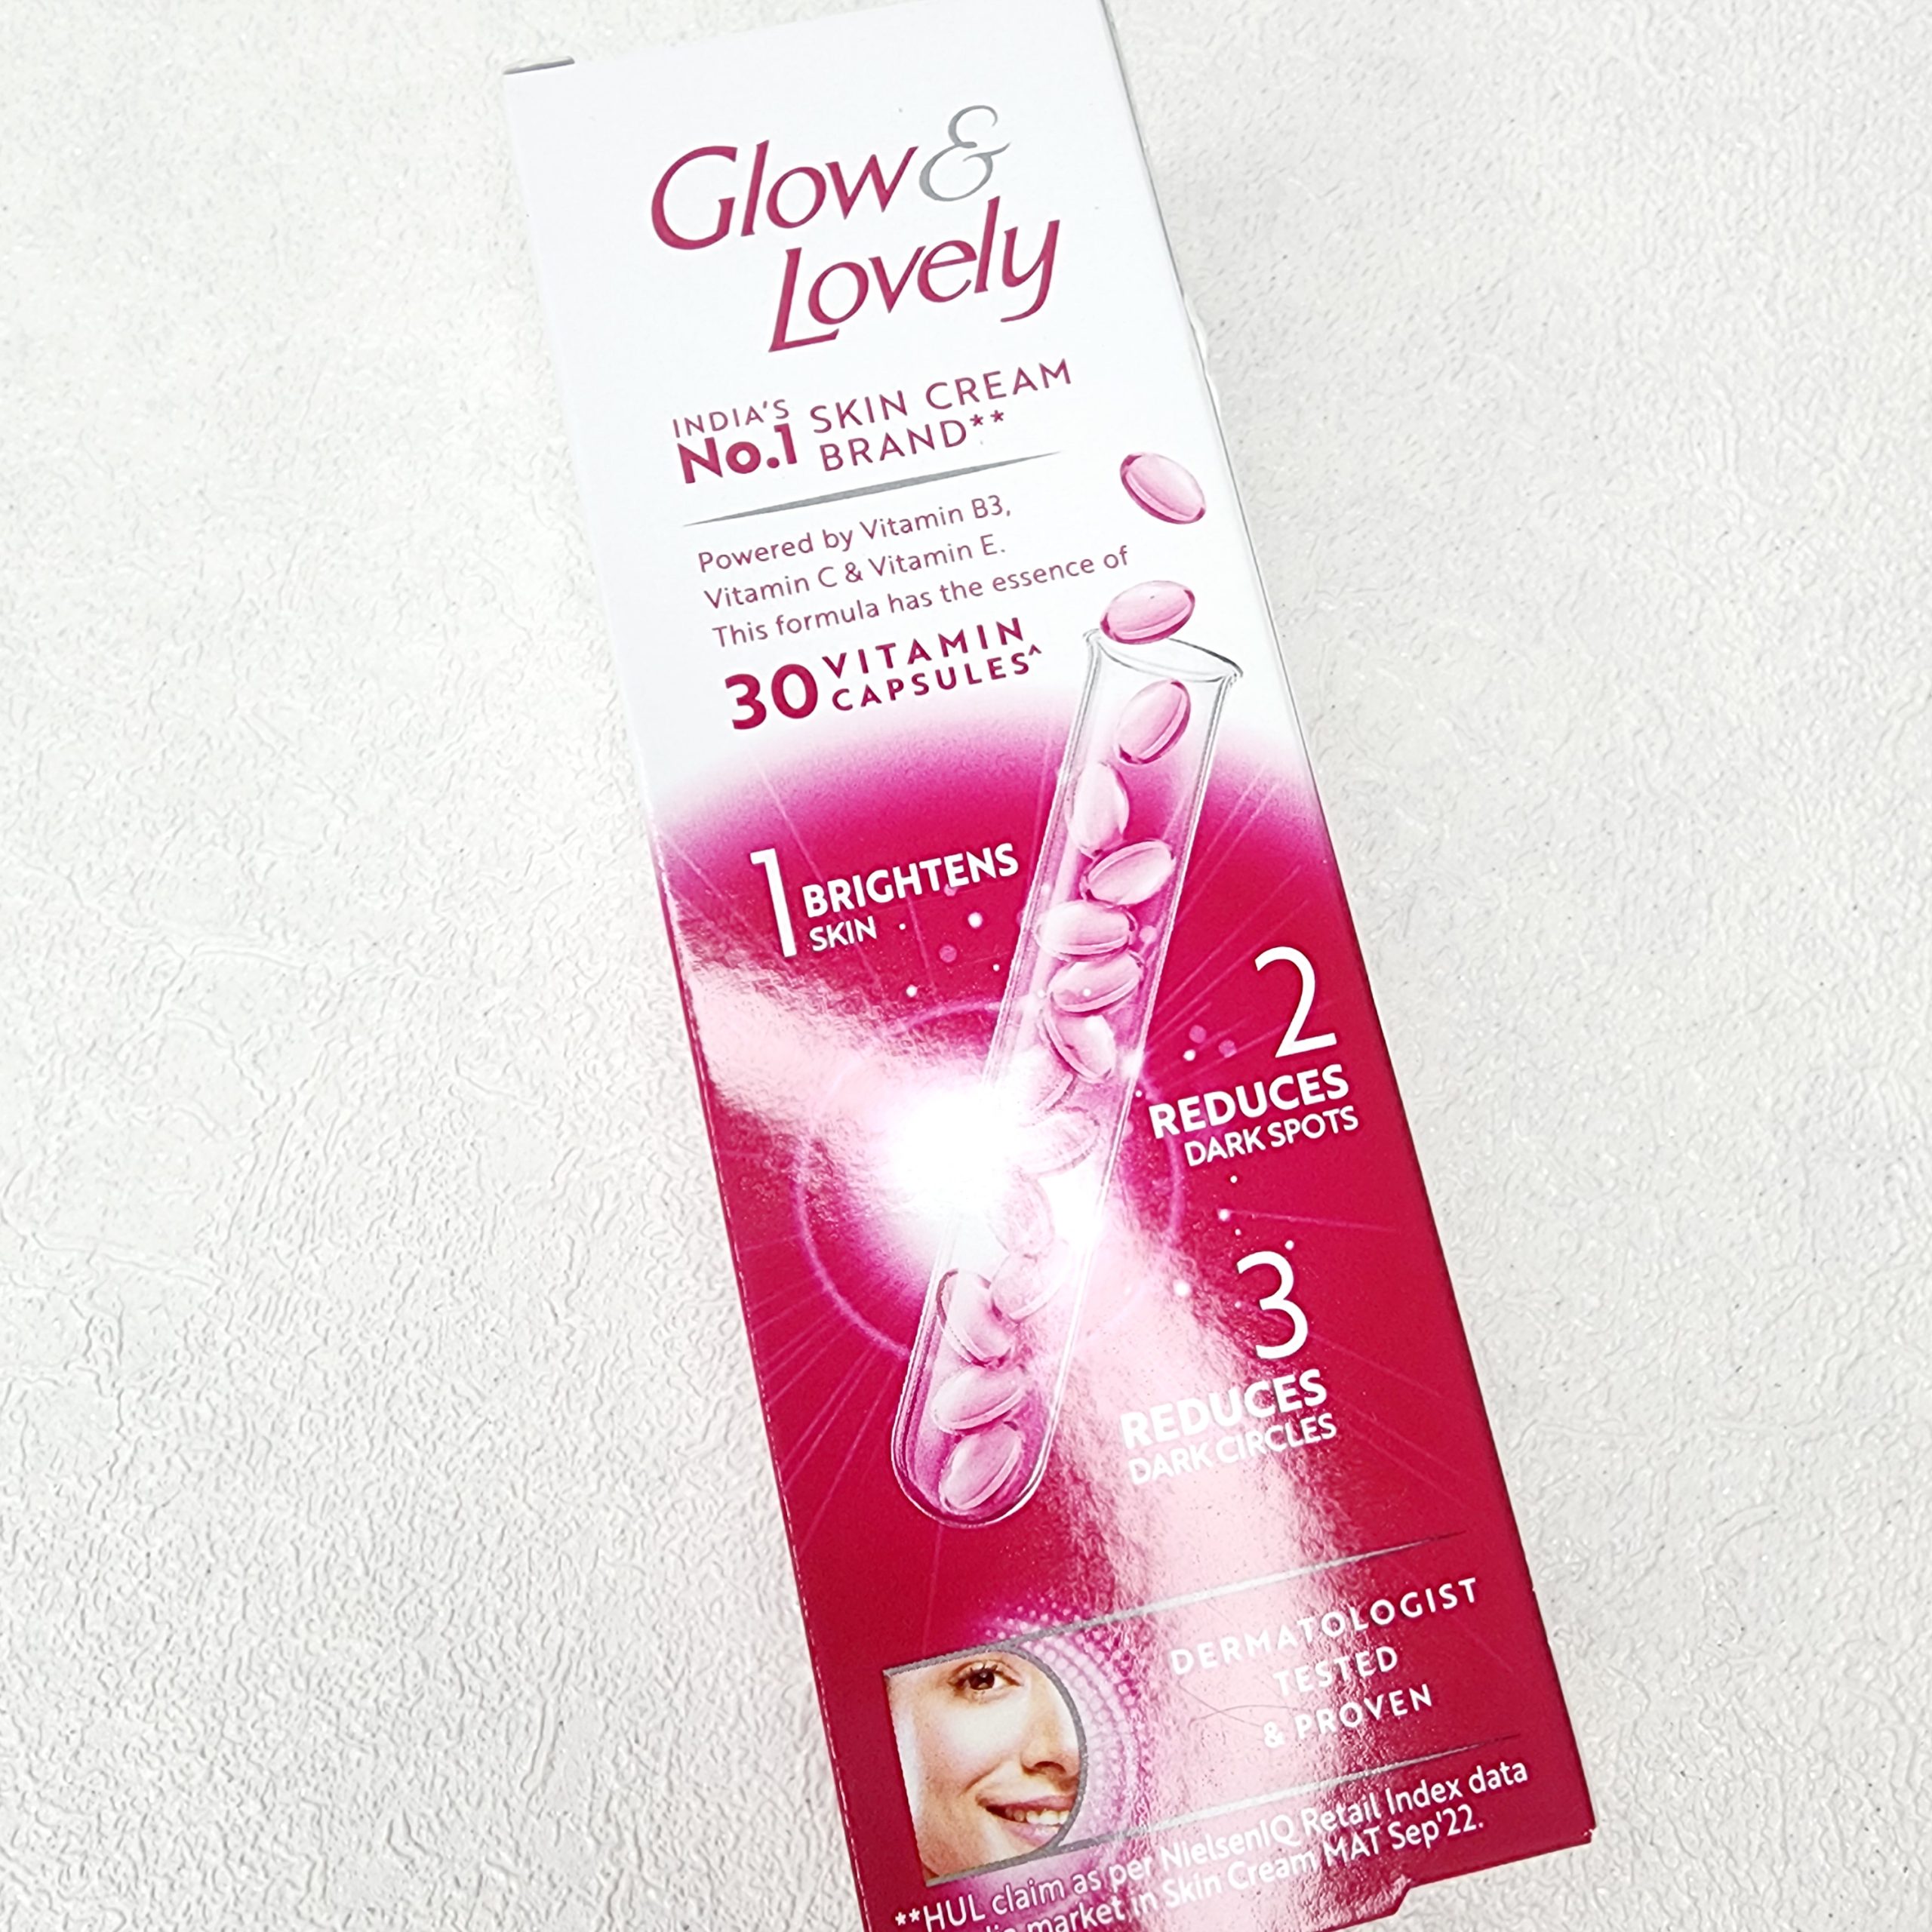 Glow &
Lovely
INDIA'S
No.1
SKIN CREAM
BRAND**
Powered by Vitamin B3,
Vitamin C & Vitamin E.
This formula has the essence of
30 VITAMIN
CAPSULES^
1 BRIGHTENS
SKIN
2
REDUCES
DARK SPOTS
3
REDUCES
DARK CIRCLES
DERMATOLOGIST
TESTED
& PROVEN
**HUL claim as per NielsenIQ Retail Index data
market in Skin Cream MAT Sep'22.